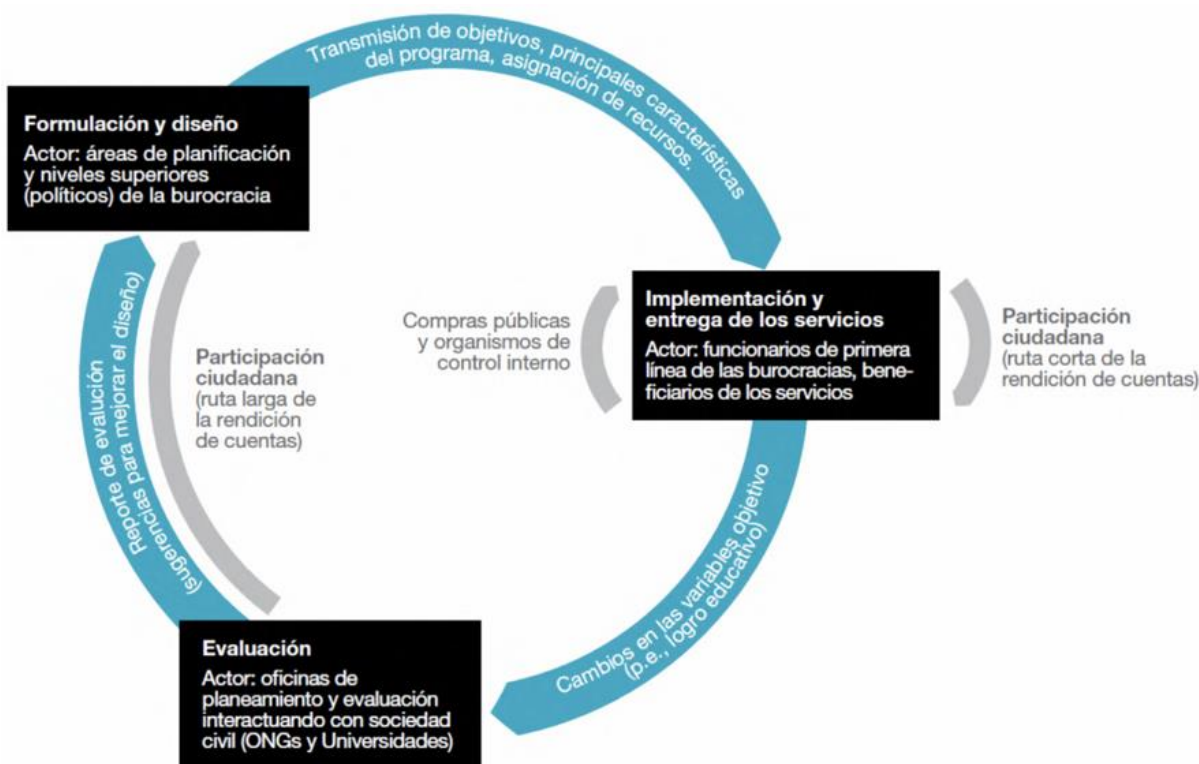 Transmisión de objetivos, principales características
del programa, asignación de recursos.
Formulación y diseño
Actor: áreas de planificación
y niveles superiores
(políticos) de la burocracia
Implementación y
entrega de los servicios
Actor: funcionarios de primera
línea de las burocracias, bene-
ficiarios de los servicios
Compras públicas
y organismos de
control interno
Participación
ciudadana
(ruta corta de la
rendición de cuentas)
Participación
ciudadana
(ruta larga de
la rendición
de cuentas)
Reporte de evalución
(sugerencias para mejorar el diseño)
Cambios en las variables objetivo
(p.e., logro educativo)
Evaluación
Actor: oficinas de
planeamiento y evaluación
interactuando con sociedad
civil (ONGs y Universidades)